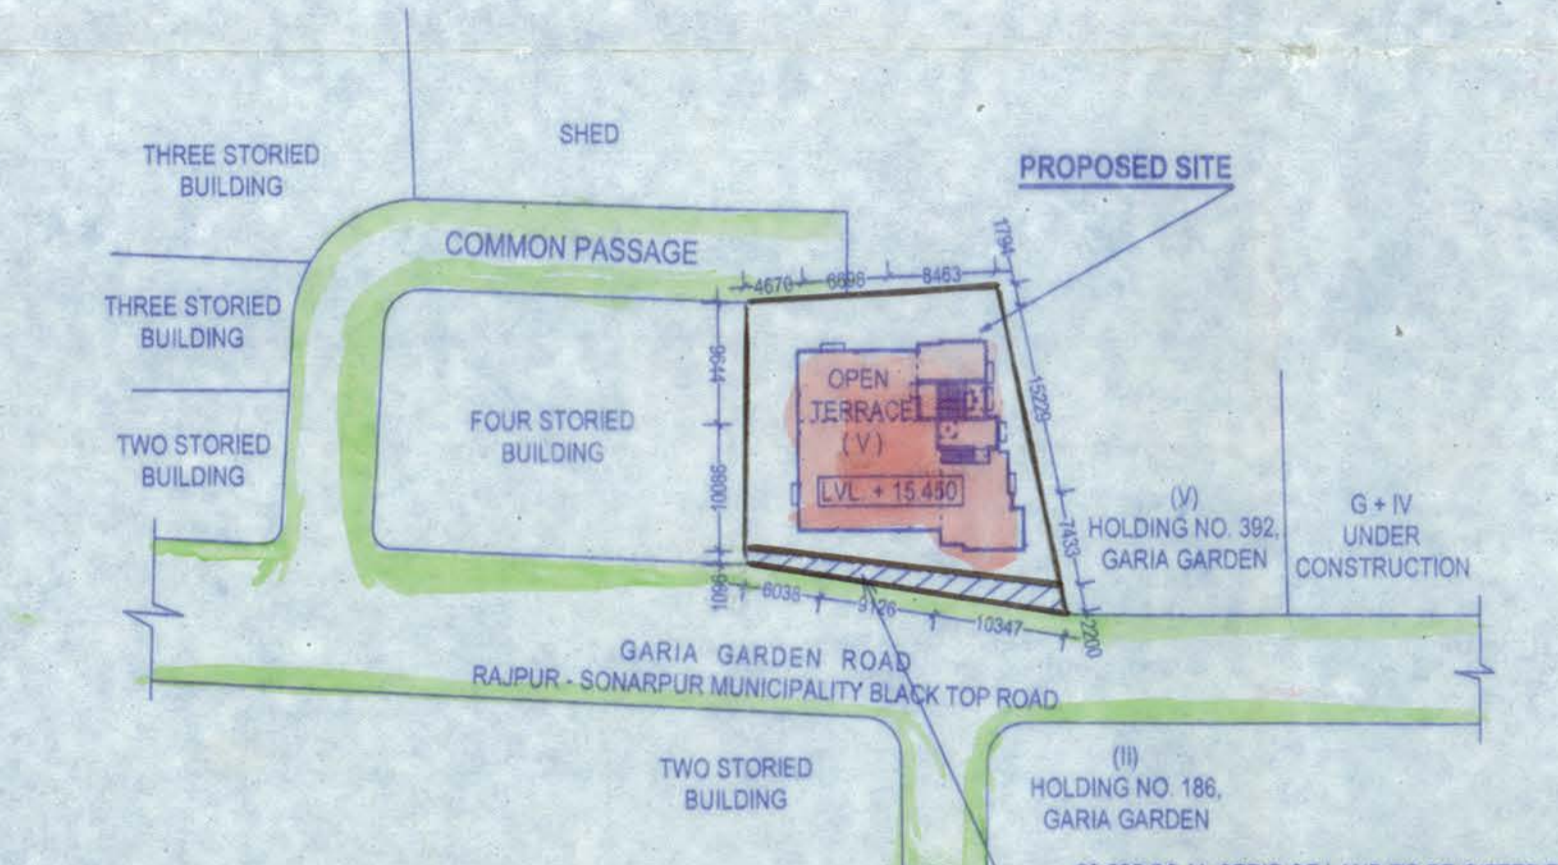 SHED
THREE STORIED
BUILDING
PROPOSED SITE
COMMON PASSAGE
1794
4670
6698
8463
THREE STORIED
BUILDING
9644
OPEN
TERRACE
(V)
15229
FOUR STORIED
BUILDING
TWO STORIED
BUILDING
10086
LVL. + 15.450
7433
(V)
HOLDING NO. 392,
GARIA GARDEN
G + IV
UNDER
CONSTRUCTION
1096
6036
9126
10347
2200
GARIA GARDEN ROAD
RAJPUR - SONARPUR MUNICIPALITY BLACK TOP ROAD
TWO STORIED
BUILDING
(II)
HOLDING NO. 186,
GARIA GARDEN